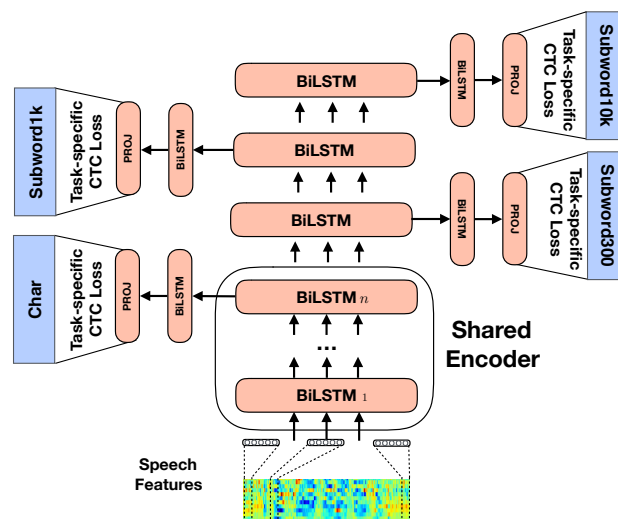 BiLSTM
BiLSTM
PROJ
Task-specific
CTC Loss
Subword10k
Subword1k
Task-specific
CTC Loss
PROJ
BiLSTM
BiLSTM
BiLSTM
BiLSTM
PROJ
Task-specific
CTC Loss
Subword300
Char
Task-specific
CTC Loss
PROJ
BiLSTM
BiLSTM n
...
BiLSTM 1
Shared
Encoder
Speech
Features